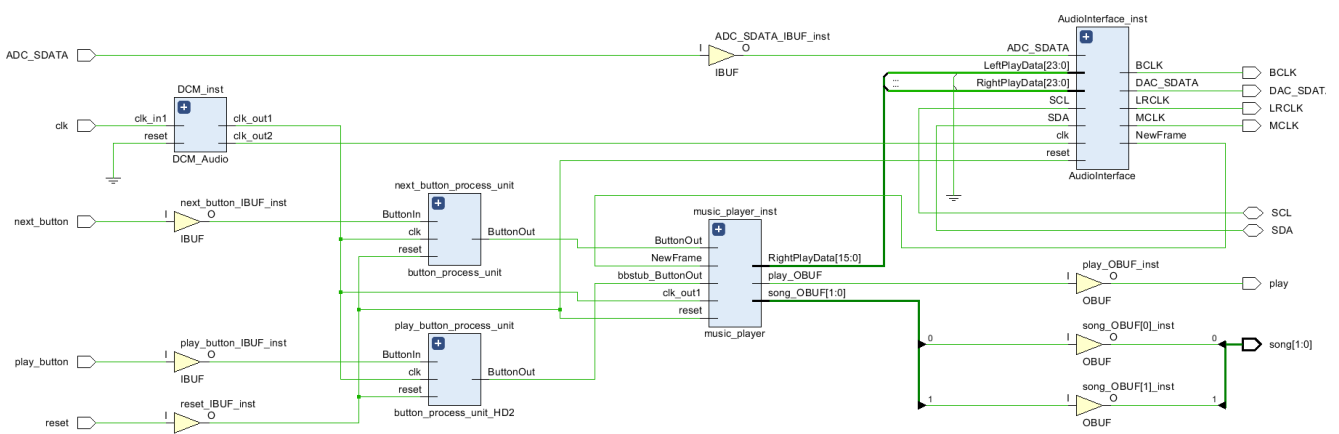 AudioInterface_inst
ADC_SDATA_IBUF_inst
ADC_SDATA
I
O
IBUF
ADC_SDATA
LeftPlayData[23:0]
RightPlayData[23:0]
SCL
SDA
clk
reset
BCLK
DAC_SDATA
LRCLK
MCLK
NewFrame
AudioInterface
BCLK
DAC_SDAT
LRCLK
MCLK
SCL
SDA
DCM_inst
clk
clk_in1
reset
clk_out1
clk_out2
DCM_Audio
next_button_IBUF_inst
next_button
I
O
IBUF
next_button_process_unit
ButtonIn
clk
reset
ButtonOut
button_process_unit
music_player_inst
ButtonOut
NewFrame
bbstub_ButtonOut
clk_out1
reset
RightPlayData[15:0]
play_OBUF
song_OBUF[1:0]
music_player
play_OBUF_inst
I
O
OBUF
play
play_button_process_unit
play_button_IBUF_inst
play_button
I
O
IBUF
ButtonIn
clk
reset
ButtonOut
button_process_unit_HD2
reset_IBUF_inst
reset
I
O
IBUF
song_OBUF[0]_inst
0
I
O
0
OBUF
song[1:0]
song_OBUF[1]_inst
1
I
O
1
OBUF